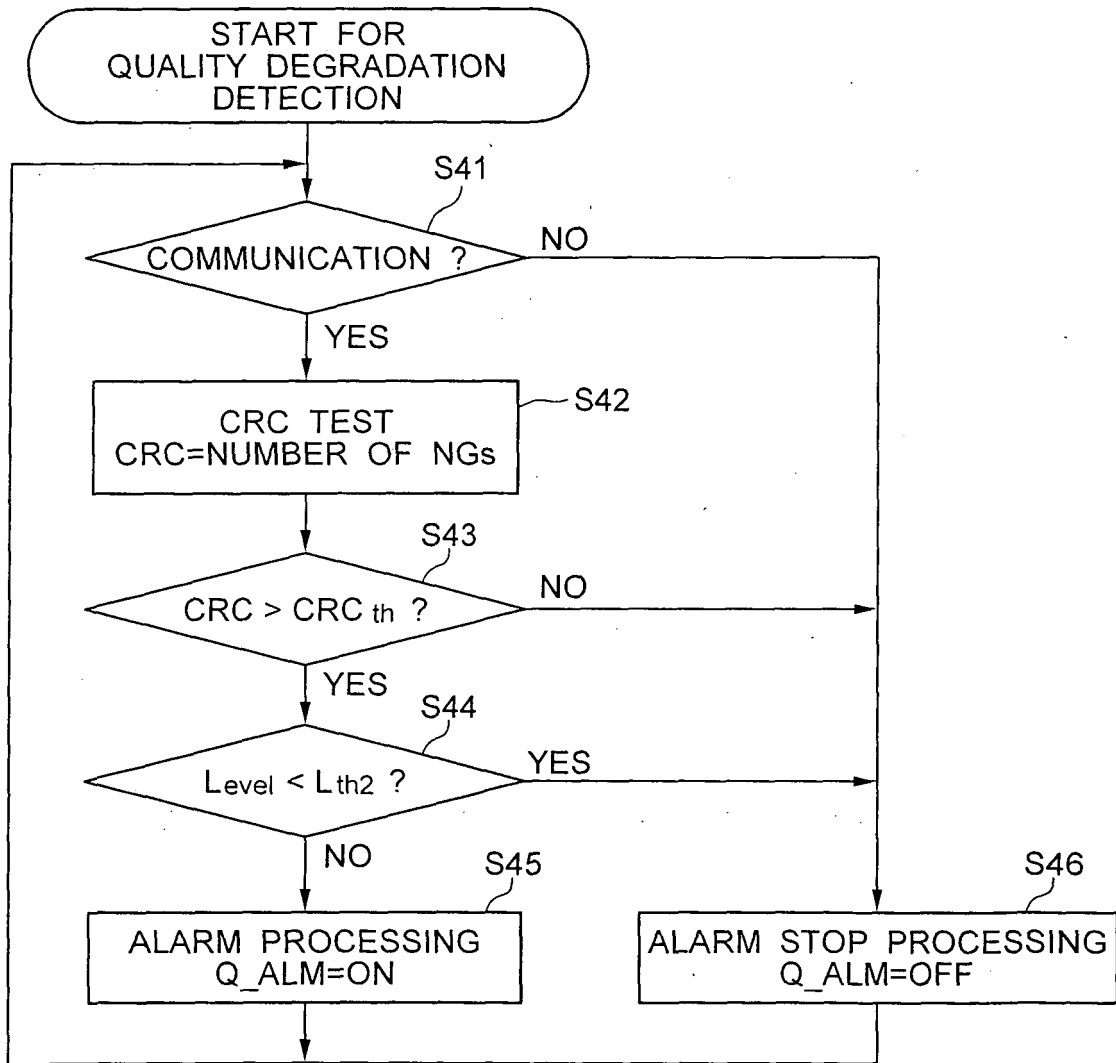 START FOR
QUALITY DEGRADATION
DETECTION
S41
COMMUNICATION ?
NO
YES
S42
CRC TEST
CRC=NUMBER OF NGs
S43
CRC > CRC th ?
NO
YES
S44
Level < Lth2 ?
YES
NO
S45
ALARM PROCESSING
Q_ALM=ON
S46
ALARM STOP PROCESSING
Q_ALM=OFF